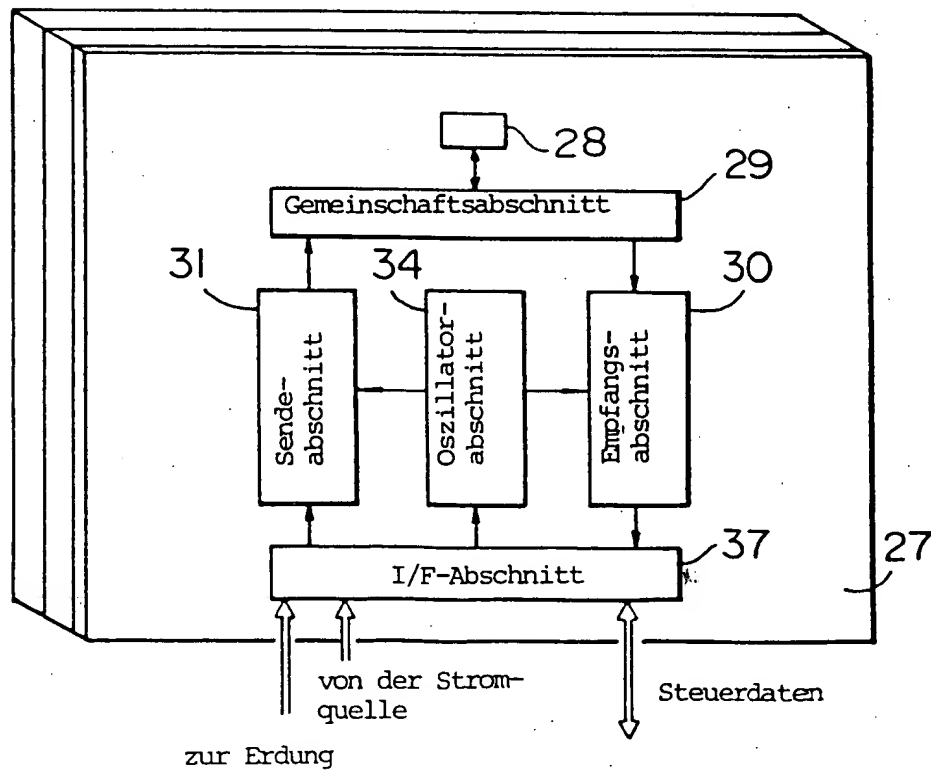 28
Gemeinschaftsabschnitt
29
31
34
30
Sende-
abschnitt
Oszillator-
abschnitt
Empfangs-
abschnitt
I/F-Abschnitt
37
27
von der Strom-
quelle
Steuerdaten
zur Erdung